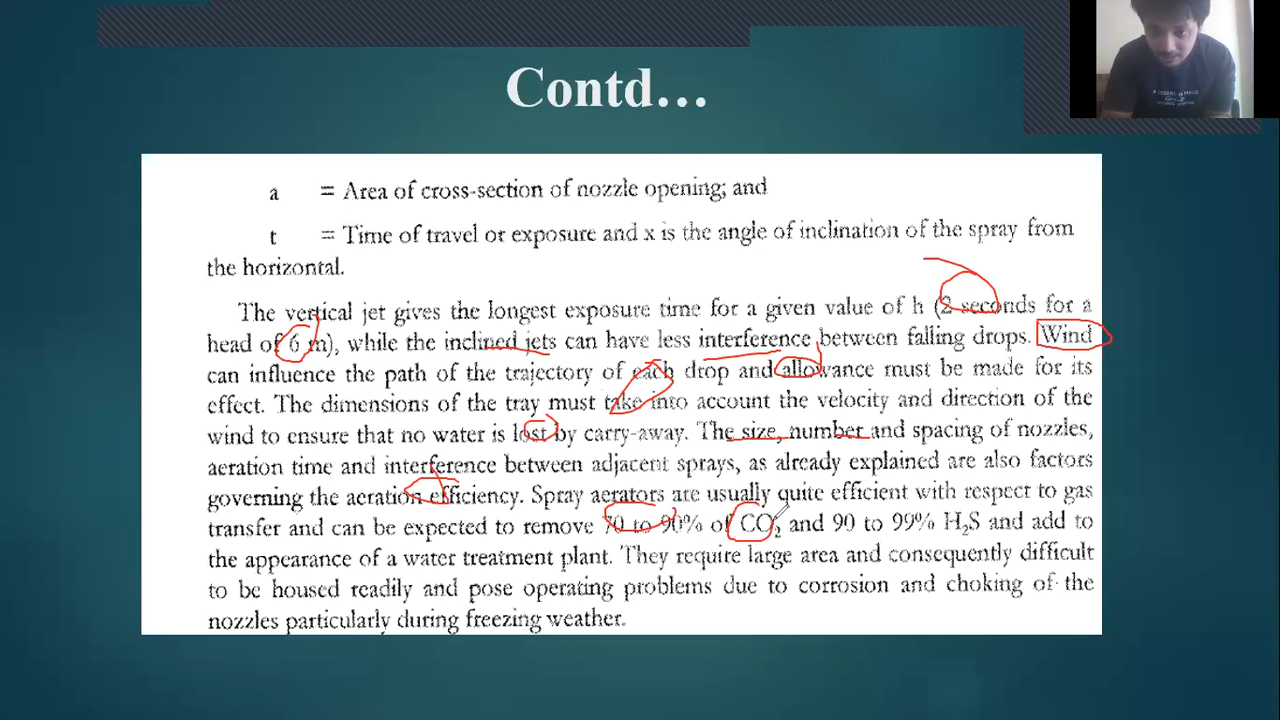 Contd…
a = Area of cross-section of nozzle opening; and
t = Time of travel or exposure and x is the angle of inclination of the spray from
the horizontal.
The vertical jet gives the longest exposure time for a given value of h (2 seconds for a
head of 6 m), while the inclined jets can have less interference between falling drops. Wind
can influence the path of the trajectory of each drop and allowance must be made for its
effect. The dimensions of the tray must take into account the velocity and direction of the
wind to ensure that no water is lost by carry-away. The size, number and spacing of nozzles,
aeration time and interference between adjacent sprays, as already explained are also factors
governing the aeration efficiency. Spray aerators are usually quite efficient with respect to gas
transfer and can be expected to remove 70 to 90% of CO₂ and 90 to 99% H₂S and add to
the appearance of a water treatment plant. They require large area and consequently difficult
to be housed readily and pose operating problems due to corrosion and choking of the
nozzles particularly during freezing weather.